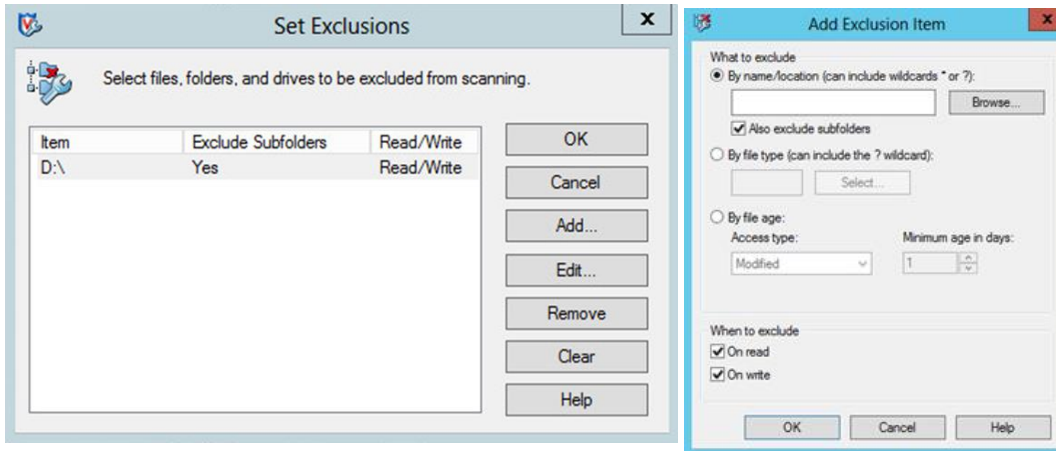 Set Exclusions
x
Select files, folders, and drives to be excluded from scanning.
Item Exclude Subfolders Read/Write
D:\ Yes Read/Write
OK
Cancel
Add...
Edit...
Remove
Clear
Help
Add Exclusion Item
x
What to exclude
By name/location (can include wildcards * or ?):
Browse...
Also exclude subfolders
By file type (can include the ? wildcard):
Select...
By file age:
Access type: Minimum age in days:
Modified 1
When to exclude
On read
On write
OK Cancel Help